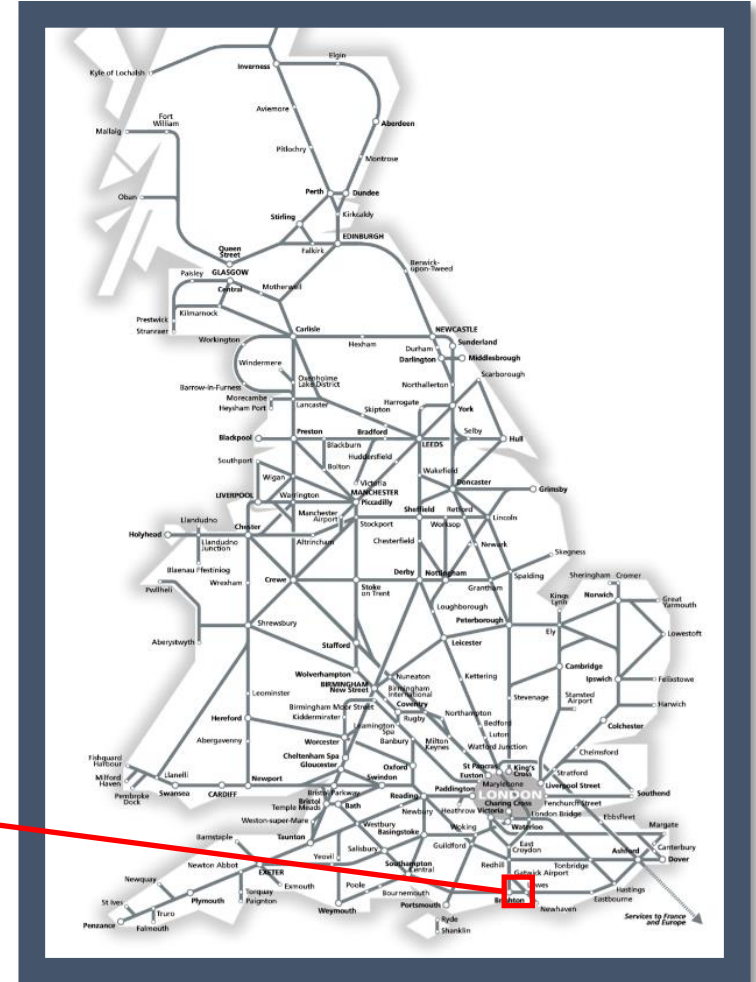 Elgin
Inverness
Kyle of Lochalsh
Aviemore
Fort
William
Aberdeen
Mallaig
Pitlochry
Montrose
Perth
Dundee
Oban
Stirling
Kirkcaldy
EDINBURGH
Queen
Street
Falkirk
Berwick-
upon-Tweed
Paisley
GLASGOW
Central
Motherwell
Prestwick
Kilmarnock
Stranraer
Carlisle
NEWCASTLE
Workington
Hexham
Sunderland
Durham
Windermere
Darlington
Middlesbrough
Oxenholme
Lake District
Scarborough
Barrow-in-Furness
Northallerton
Morecambe
Lancaster
Harrogate
Heysham Port
Skipton
York
Blackpool
Preston
Bradford
Selby
Blackburn
LEEDS
Hull
Huddersfield
Southport
Bolton
Wakefield
Wigan
Victoria
Doncaster
MANCHESTER
LIVERPOOL
Warrington
Piccadilly
Grimsby
Manchester
Airport
Sheffield
Retford
Llandudno
Stockport
Worksop
Lincoln
Holyhead
Chester
Llandudno
Junction
Altrincham
Chesterfield
Newark
Skegness
Blaenau Ffestiniog
Derby
Nottingham
Spalding
Sheringham
Cromer
Pwllheli
Wrexham
Crewe
Stoke
on Trent
Grantham
Kings
Lynn
Norwich
Great
Yarmouth
Loughborough
Shrewsbury
Peterborough
Aberystwyth
Stafford
Leicester
Ely
Lowestoft
Wolverhampton
Nuneaton
Kettering
Cambridge
BIRMINGHAM
New Street
Birmingham
International
Ipswich
Felixstowe
Leominster
Coventry
Stevenage
Stansted
Airport
Birmingham Moor Street
Northampton
Harwich
Hereford
Kidderminster
Rugby
Bedford
Leamington
Spa
Colchester
Abergavenny
Worcester
Banbury
Milton
Keynes
Luton
Cheltenham Spa
Watford Junction
Chelmsford
Fishguard
Harbour
Gloucester
Oxford
St Pancras
King's
Cross
Euston
Stratford
Milford
Haven
Llanelli
Newport
Swindon
Marylebone
Liverpool Street
Pembroke
Dock
Swansea
CARDIFF
Bristol Parkway
Reading
Paddington
LONDON
Southend
Bristol
Temple Meads
Bath
Charing Cross
Fenchurch Street
Newbury
Heathrow
Victoria
London Bridge
Ebbsfleet
Weston-super-Mare
Westbury
Basingstoke
Waterloo
Margate
Barnstaple
Taunton
Woking
East
Croydon
Salisbury
Guildford
Canterbury
Newton Abbot
Yeovil
Redhill
Tonbridge
Ashford
Dover
Newquay
EXETER
Southampton
Central
Gatwick Airport
Exmouth
Poole
Lewes
Hastings
St Ives
Plymouth
Torquay
Bournemouth
Brighton
Eastbourne
Truro
Paignton
Portsmouth
Newhaven
Penzance
Falmouth
Weymouth
Ryde
Services to France
and Europe
Shanklin